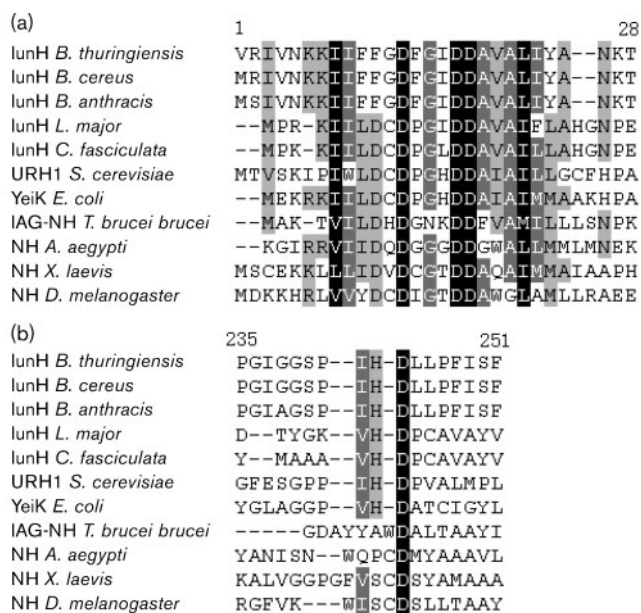 (a)
1 28
IunH B. thuringiensis VRIVNKKIIFFGDFGIDDAVALIYA--NKT
IunH B. cereus MRIVNKKIIFFGDFGIDDAVALIYA--NKT
IunH B. anthracis MSIVNKKIIFFGDFGIDDAVALIYA--NKT
IunH L. major --MPR-KIILDCDPGIDDAVAIFLAHGNPE
IunH C. fasciculata --MPK-KIILDCDPGLDDAVAILLAHGNPE
URH1 S. cerevisiae MTVSKIPIWLDCDPGHDDAIAILLGCFHPA
YeiK E. coli --MEKRKIILDCDPGHDDAIAIMMAAKHPA
IAG-NH T. brucei brucei --MAK-TVILDHDGNKDDFVAMILLLSNPK
NH A. aegypti --KGIRRVIIDQDGGGDDGWALLMMLMNEK
NH X. laevis MSCEKKLLLIDVDCGTDDAQAIMMAIAAPH
NH D. melanogaster MDKKHRLVVYDCDIGTDDAWGLAMLLRAEE
(b)
235 251
IunH B. thuringiensis PGIGGSP--IH-DLLPFISF
IunH B. cereus PGIGGSP--IH-DLLPFISF
IunH B. anthracis PGIAGSP--IH-DLLPFISF
IunH L. major D--TYGK--VH-DPCAVAYV
IunH C. fasciculata Y--MAAA--VH-DPCAVAYV
URH1 S. cerevisiae GFESGPP--IH-DPVALMPL
YeiK E. coli YGLAGGP--VH-DATCIGYL
IAG-NH T. brucei brucei -----GDAYYAWDALTAAYI
NH A. aegypti YANISN--WQPCDMYAAAVL
NH X. laevis KALVGGPGFVSCDSYAMAAA
NH D. melanogaster RGFVK---WISCDSLLTAAY